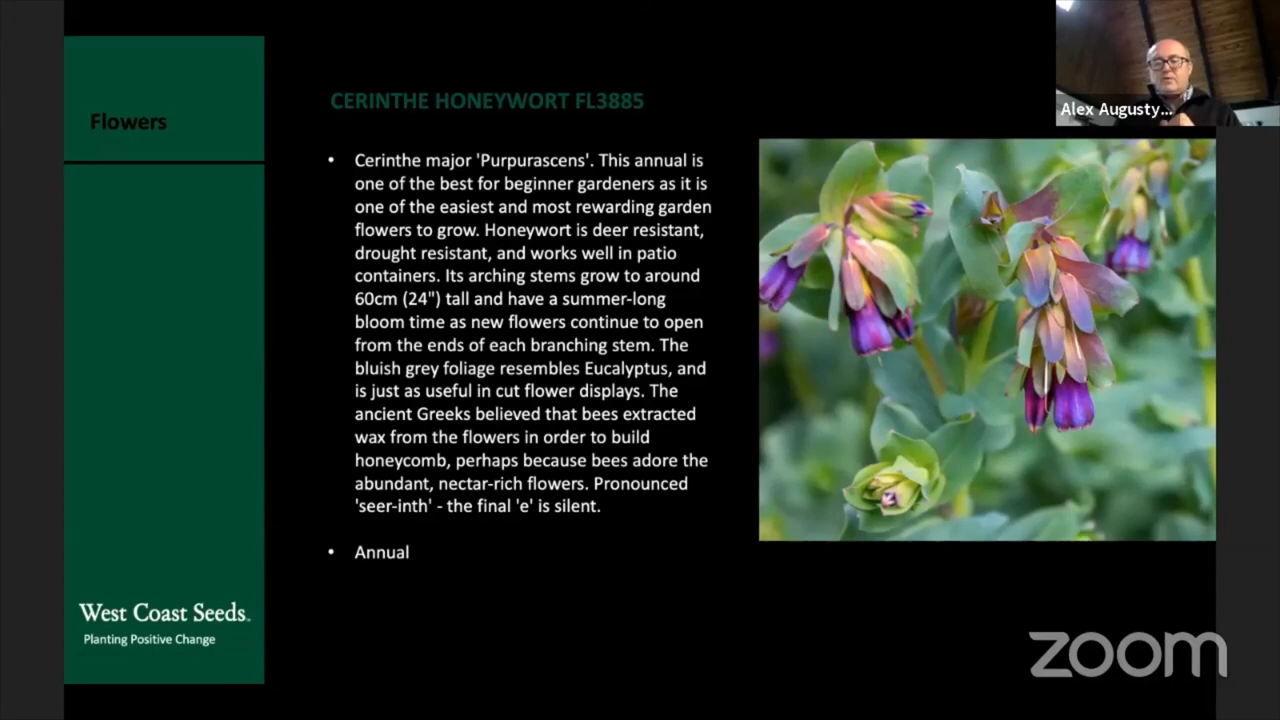 Flowers
CERINTHE HONEYWORT FL3885
• Cerinthe major 'Purpurascens'. This annual is
one of the best for beginner gardeners as it is
one of the easiest and most rewarding garden
flowers to grow. Honeywort is deer resistant,
drought resistant, and works well in patio
containers. Its arching stems grow to around
60cm (24") tall and have a summer-long
bloom time as new flowers continue to open
from the ends of each branching stem. The
bluish grey foliage resembles Eucalyptus, and
is just as useful in cut flower displays. The
ancient Greeks believed that bees extracted
wax from the flowers in order to build
honeycomb, perhaps because bees adore the
abundant, nectar-rich flowers. Pronounced
'seer-inth' - the final 'e' is silent.
• Annual
West Coast Seeds.
Planting Positive Change
Alex Augusty...
zoom